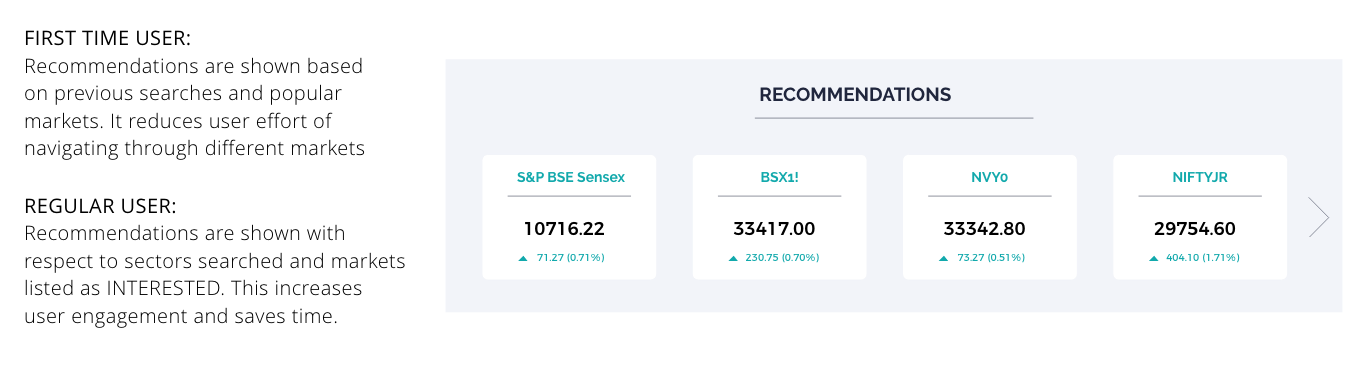 FIRST TIME USER:
Recommendations are shown based
on previous searches and popular
markets. It reduces user effort of
navigating through different markets
REGULAR USER:
Recommendations are shown with
respect to sectors searched and markets
listed as INTERESTED. This increases
user engagement and saves time.
RECOMMENDATIONS
S&P BSE Sensex
10716.22
▲ 71.27 (0.71%)
BSX1!
33417.00
▲ 230.75 (0.70%)
NVY0
33342.80
▲ 73.27 (0.51%)
NIFTYJR
29754.60
▲ 404.10 (1.71%)